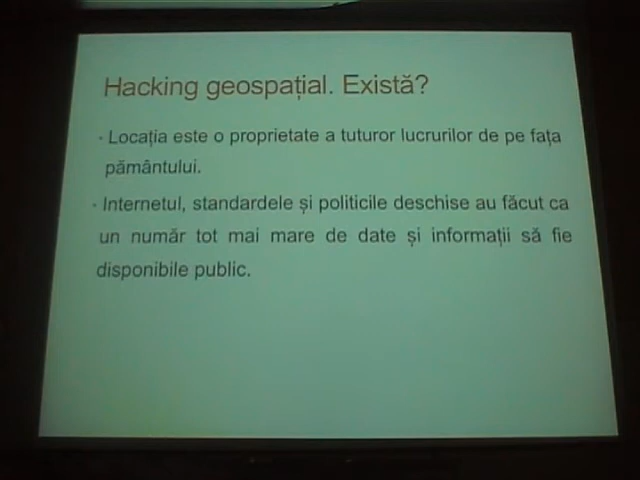 Hacking geospațial. Există?
· Locația este o proprietate a tuturor lucrurilor de pe fața
pământului.
· Internetul, standardele și politicile deschise au făcut ca
un număr tot mai mare de date și informații să fie
disponibile public.